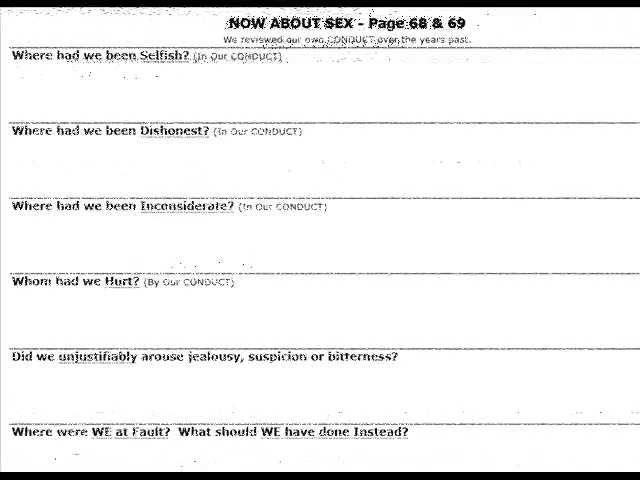 NOW ABOUT SEX - Page 68 & 69
We reviewed our own CONDUCT over the years past.
Where had we been Selfish? (In Our CONDUCT)
Where had we been Dishonest? (In Our CONDUCT)
Where had we been Inconsiderate? (In Our CONDUCT)
Whom had we Hurt? (By Our CONDUCT)
Did we unjustifiably arouse jealousy, suspicion or bitterness?
Where were WE at Fault? What should WE have done Instead?